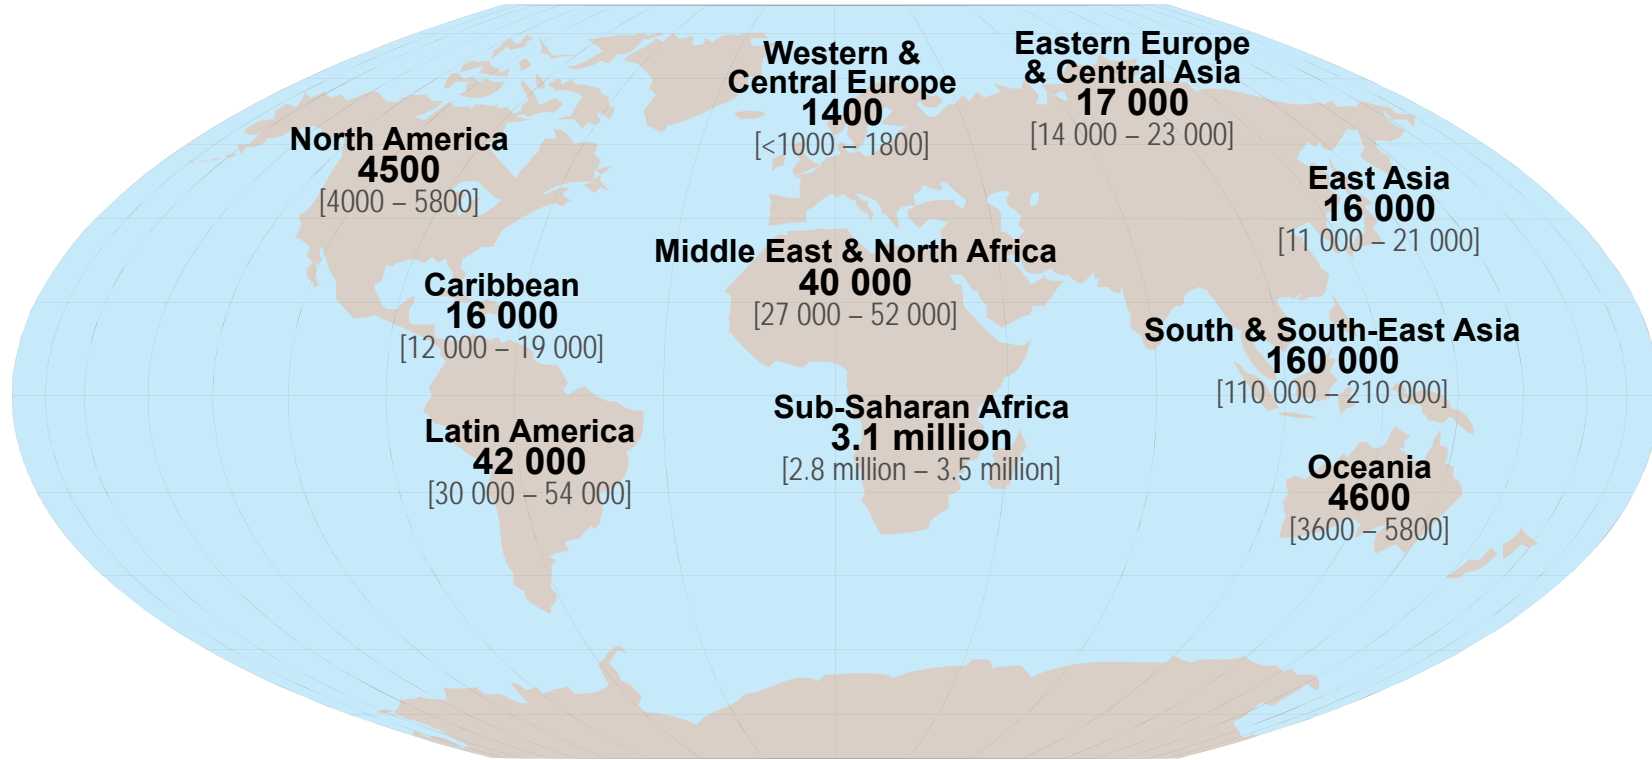 Western &
Central Europe
1400
[<1000 – 1800]
Eastern Europe
& Central Asia
17 000
[14 000 – 23 000]
North America
4500
[4000 – 5800]
East Asia
16 000
[11 000 – 21 000]
Middle East & North Africa
40 000
[27 000 – 52 000]
Caribbean
16 000
[12 000 – 19 000]
South & South-East Asia
160 000
[110 000 – 210 000]
Sub-Saharan Africa
3.1 million
[2.8 million – 3.5 million]
Latin America
42 000
[30 000 – 54 000]
Oceania
4600
[3600 – 5800]